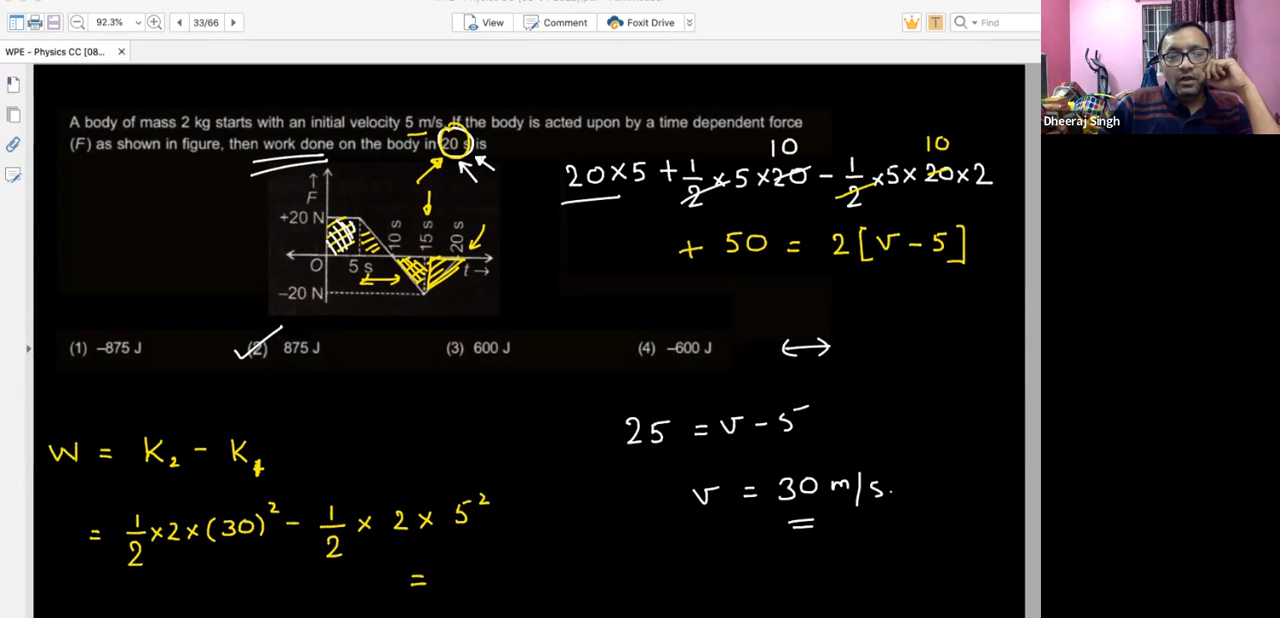 92.3%
33/66
View
Comment
Foxit Drive
T
Find
WPE - Physics CC [08...
Dheeraj Singh
A body of mass 2 kg starts with an initial velocity 5 m/s. If the body is acted upon by a time dependent force
(F) as shown in figure, then work done on the body in 20 s is
F
+20 N
10 s
15 s
20 s
O
5 s
t
–20 N
(1) –875 J
(2) 875 J
(3) 600 J
(4) –600 J
10 10
20×5 + 1/2 × 5 × 20 - 1/2 × 5 × 20 × 2
+ 50 = 2[v - 5]
25 = v - 5
v = 30 m/s.
W = K₂ - K₁
= 1/2 × 2 × (30)² - 1/2 × 2 × 5²
=